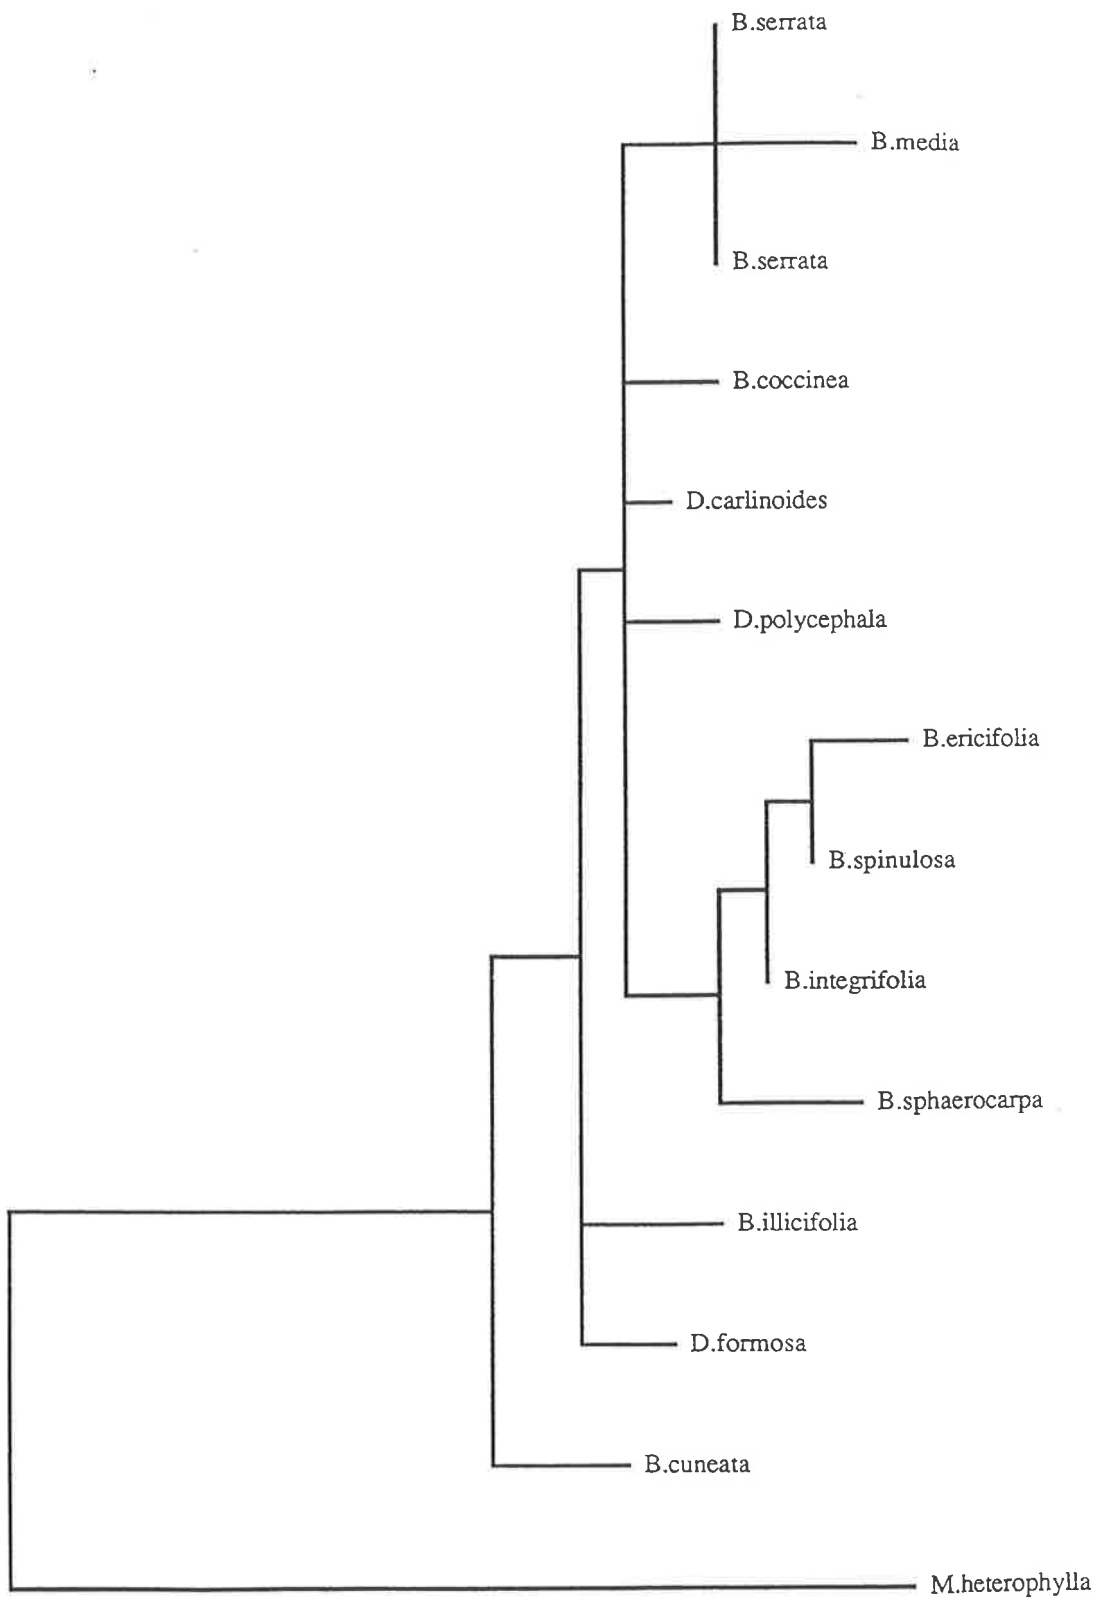 B.serrata
B.media
B.serrata
B.coccinea
D.carlinoides
D.polycephala
B.ericifolia
B.spinulosa
B.integrifolia
B.sphaerocarpa
B.illicifolia
D.formosa
B.cuneata
M.heterophylla